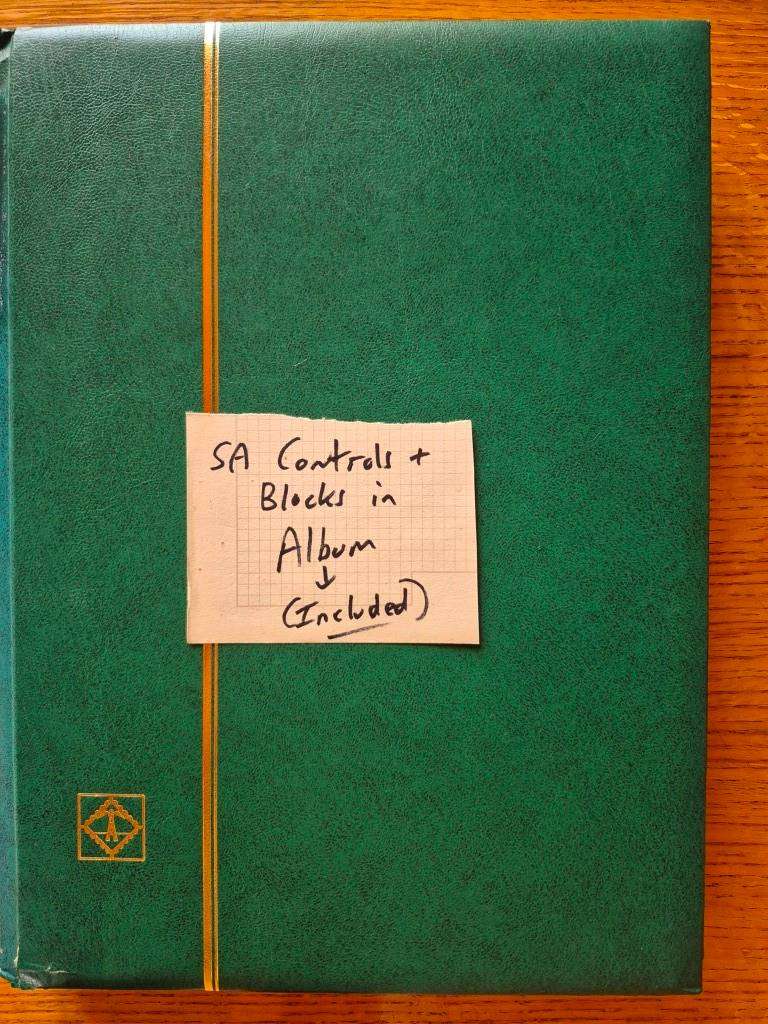 SA Controls +
Blocks in
Album
↓
(Included)